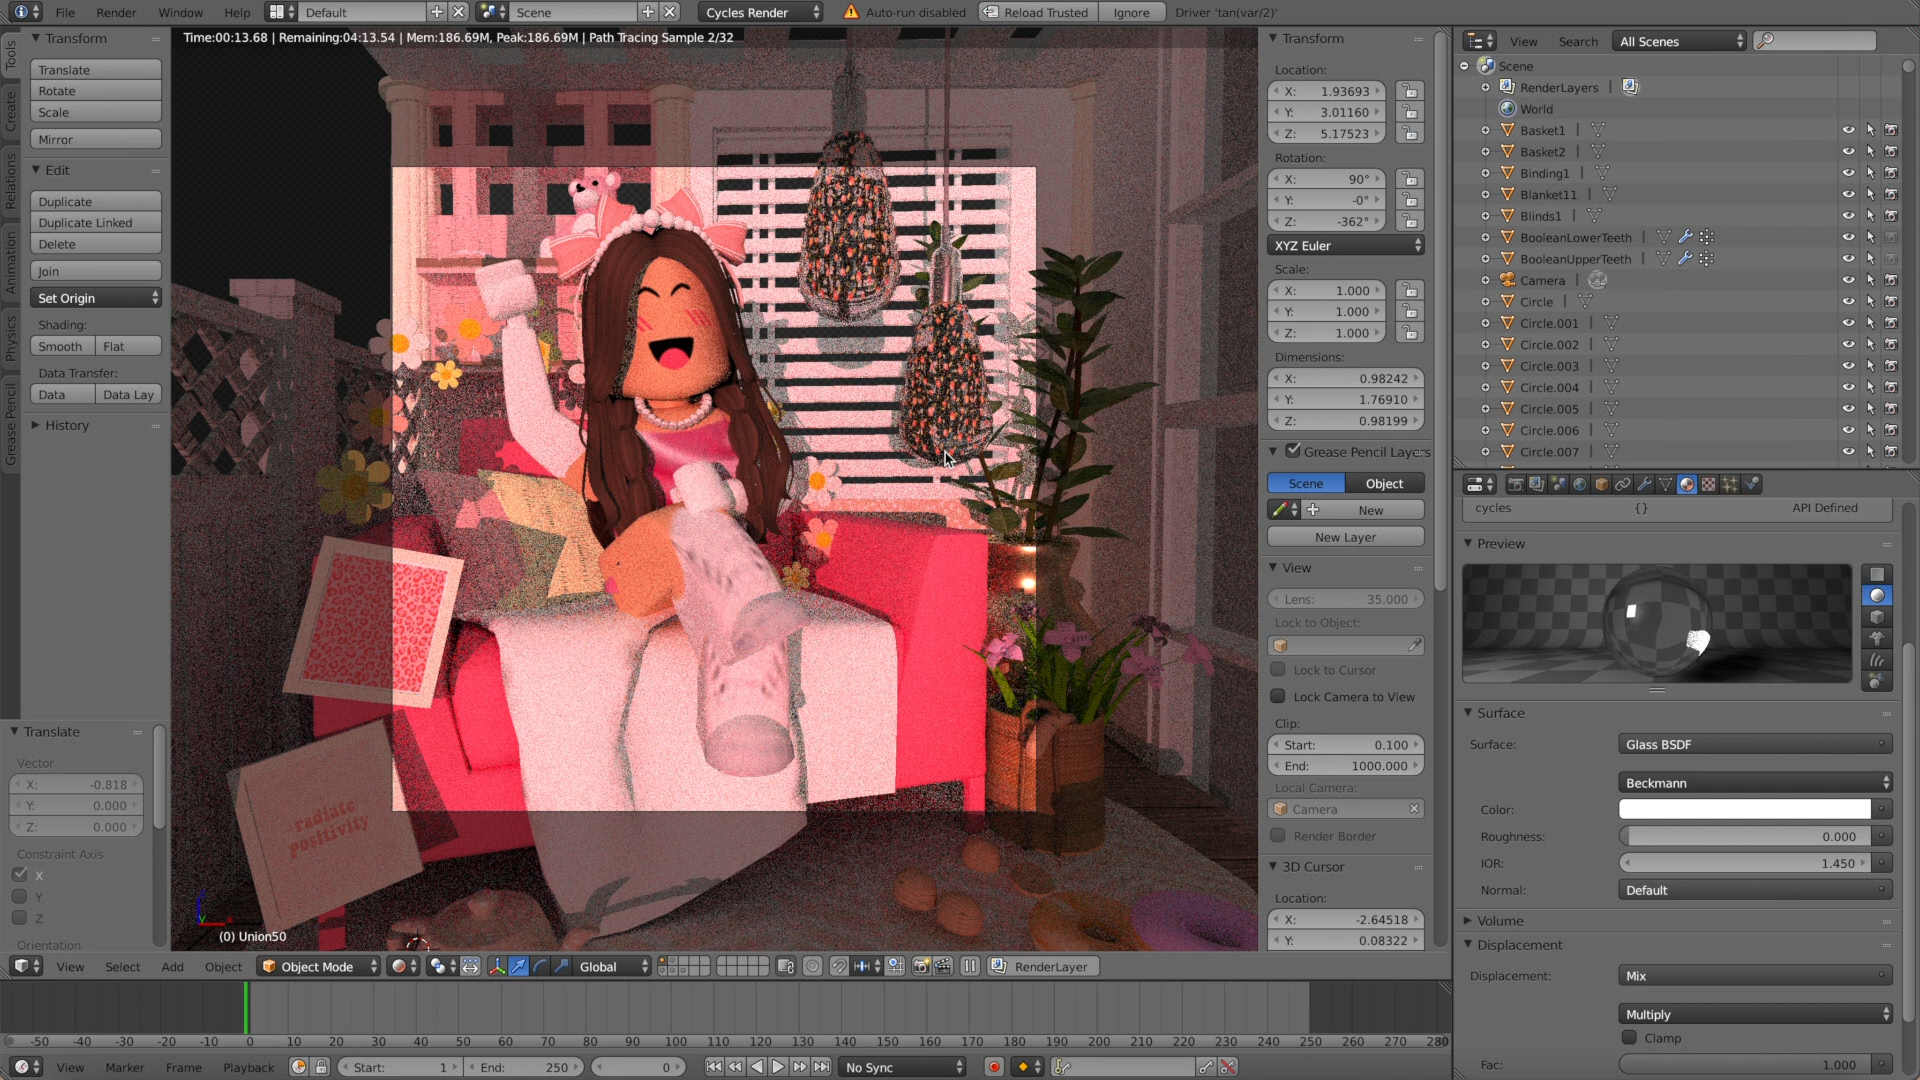 File Render Window Help Default Scene Cycles Render Auto-run disabled Reload Trusted Ignore Driver 'tan(var/2)'
Time:00:13.68 | Remaining:04:13.54 | Mem:186.69M, Peak:186.69M | Path Tracing Sample 2/32
Tools
Create
Relations
Animation
Physics
Grease Pencil
Transform
Translate
Rotate
Scale
Mirror
Edit
Duplicate
Duplicate Linked
Delete
Join
Set Origin
Shading:
Smooth Flat
Data Transfer:
Data Data Lay
History
Translate
Vector
X: -0.818
Y: 0.000
Z: 0.000
Constraint Axis
X
Y
Z
Orientation
radiate
positivity
(0) Union50
Transform
Location:
X: 1.93693
Y: 3.01160
Z: 5.17523
Rotation:
X: 90°
Y: -0°
Z: -362°
XYZ Euler
Scale:
X: 1.000
Y: 1.000
Z: 1.000
Dimensions:
X: 0.98242
Y: 1.76910
Z: 0.98199
Grease Pencil Layers
Scene Object
New
New Layer
View
Lens: 35.000
Lock to Object:
Lock to Cursor
Lock Camera to View
Clip:
Start: 0.100
End: 1000.000
Local Camera:
Camera
Render Border
3D Cursor
Location:
X: -2.64518
Y: 0.08322
View Search All Scenes
Scene
RenderLayers
World
Basket1
Basket2
Binding1
Blanket11
Blinds1
BooleanLowerTeeth
BooleanUpperTeeth
Camera
Circle
Circle.001
Circle.002
Circle.003
Circle.004
Circle.005
Circle.006
Circle.007
cycles {} API Defined
Preview
Surface
Surface: Glass BSDF
Beckmann
Color:
Roughness: 0.000
IOR: 1.450
Normal: Default
Volume
Displacement
Displacement: Mix
Multiply
Clamp
Fac: 1.000
View Select Add Object Object Mode Global RenderLayer
-50 -40 -30 -20 -10 0 10 20 30 40 50 60 70 80 90 100 110 120 130 140 150 160 170 180 190 200 210 220 230 240 250 260 270 280
View Marker Frame Playback Start: 1 End: 250 0 No Sync